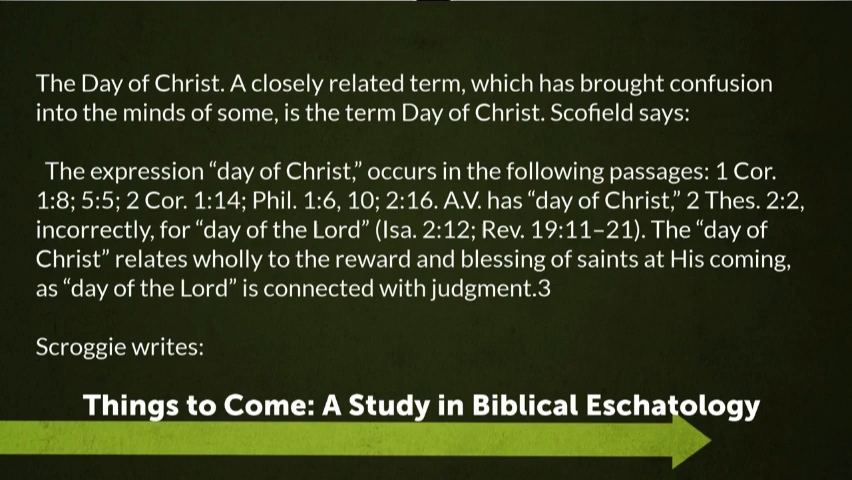 The Day of Christ. A closely related term, which has brought confusion
into the minds of some, is the term Day of Christ. Scofield says:
The expression “day of Christ,” occurs in the following passages: 1 Cor.
1:8; 5:5; 2 Cor. 1:14; Phil. 1:6, 10; 2:16. A.V. has “day of Christ,” 2 Thes. 2:2,
incorrectly, for “day of the Lord” (Isa. 2:12; Rev. 19:11–21). The “day of
Christ” relates wholly to the reward and blessing of saints at His coming,
as “day of the Lord” is connected with judgment.3
Scroggie writes:
Things to Come: A Study in Biblical Eschatology